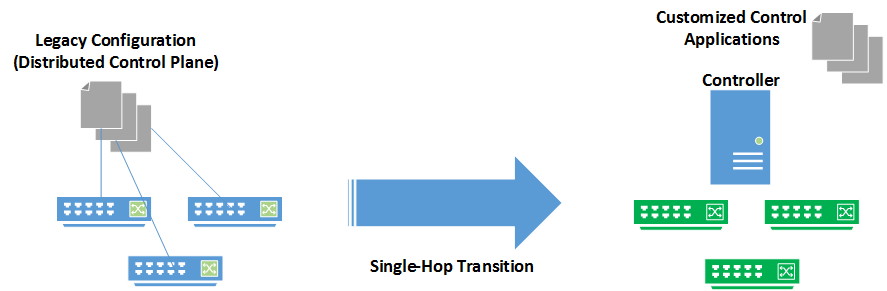 Legacy Configuration
(Distributed Control Plane)
Single-Hop Transition
Customized Control
Applications
Controller